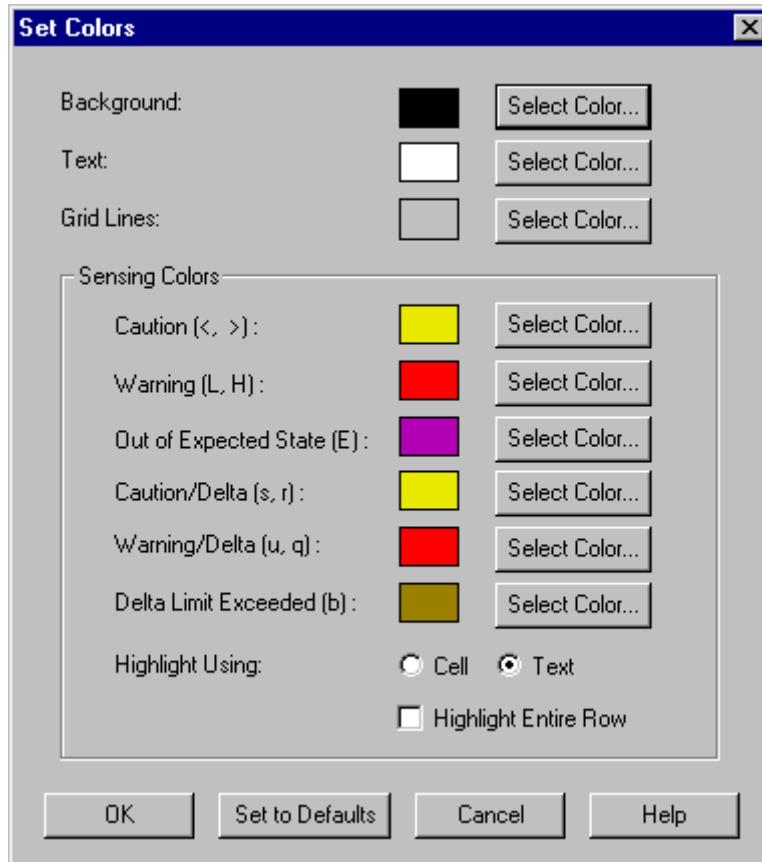 Set Colors
Background: Select Color...
Text: Select Color...
Grid Lines: Select Color...
Sensing Colors
Caution (<, >) : Select Color...
Warning (L, H) : Select Color...
Out of Expected State (E) : Select Color...
Caution/Delta (s, r) : Select Color...
Warning/Delta (u, q) : Select Color...
Delta Limit Exceeded (b) : Select Color...
Highlight Using: Cell Text
Highlight Entire Row
OK Set to Defaults Cancel Help